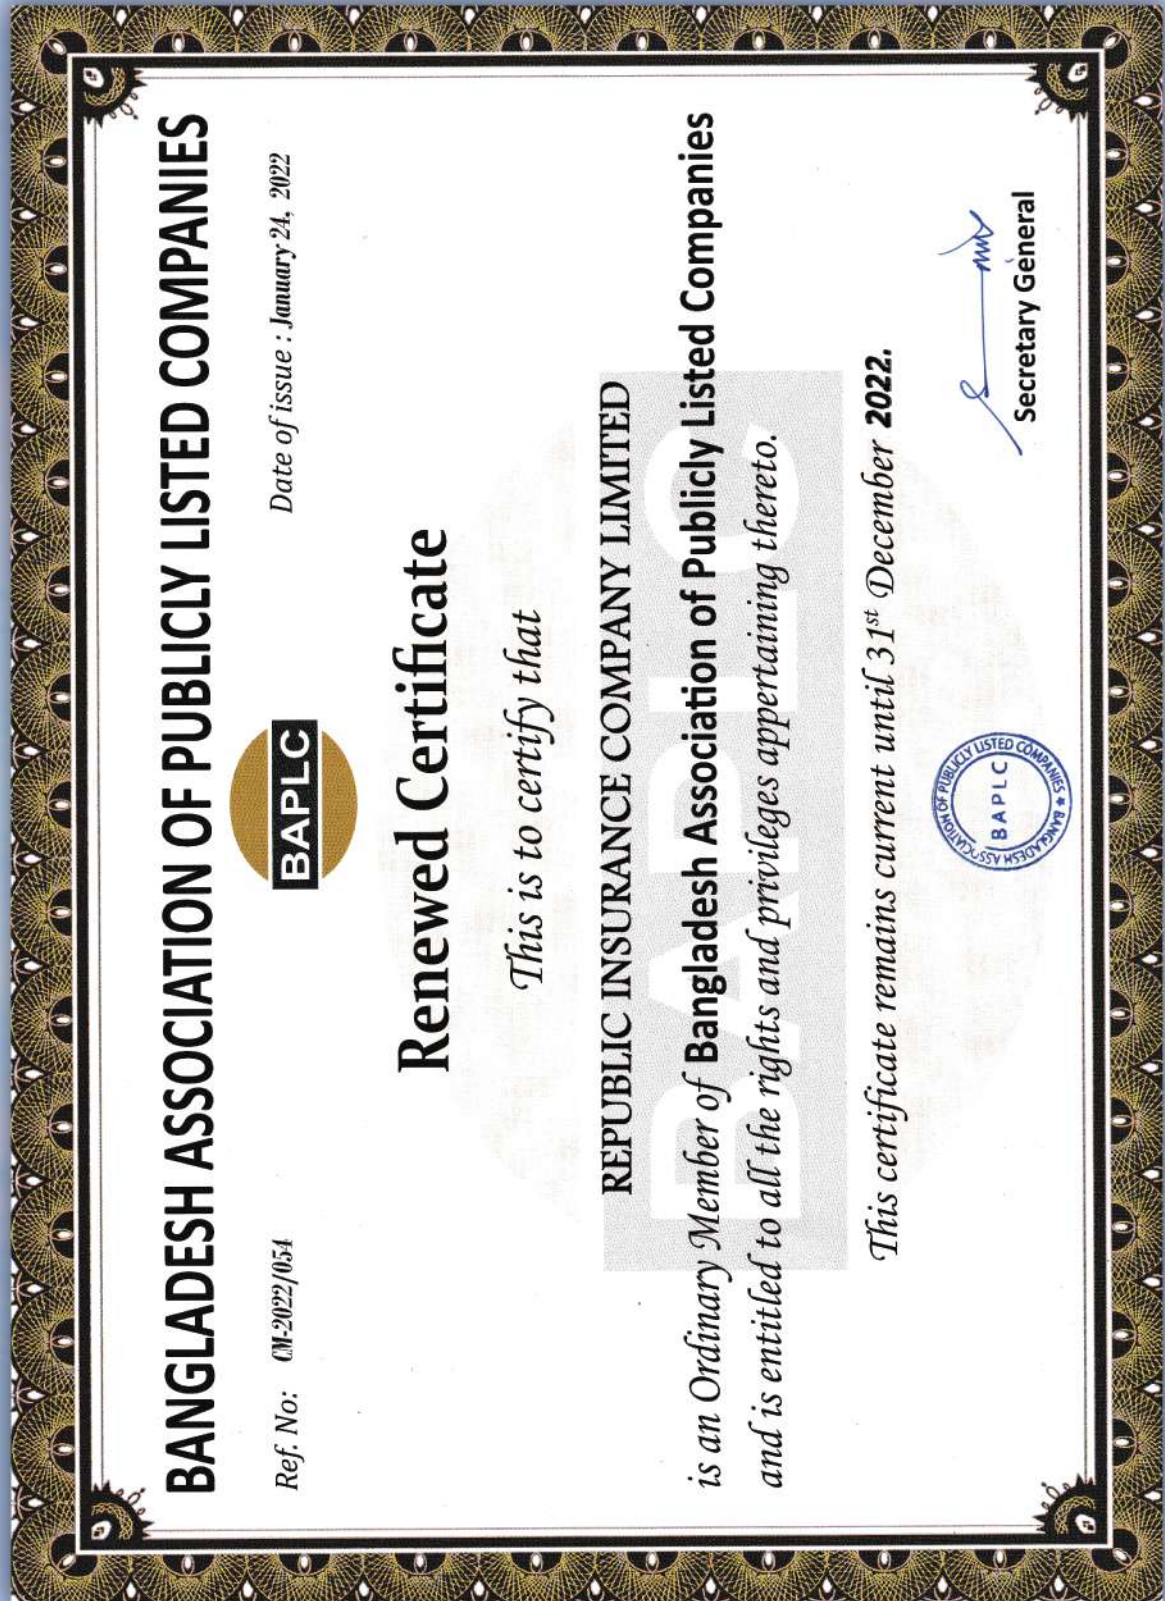 BANGLADESH ASSOCIATION OF PUBLICLY LISTED COMPANIES
Ref. No: CM-2022/054
BAPLC
Date of issue : January 24, 2022
Renewed Certificate
This is to certify that
REPUBLIC INSURANCE COMPANY LIMITED
is an Ordinary Member of Bangladesh Association of Publicly Listed Companies
and is entitled to all the rights and privileges appertaining thereto.
BAPLC
This certificate remains current until 31st December 2022.
BANGLADESH ASSOCIATION OF PUBLICLY LISTED COMPANIES ★
BAPLC
Secretary General